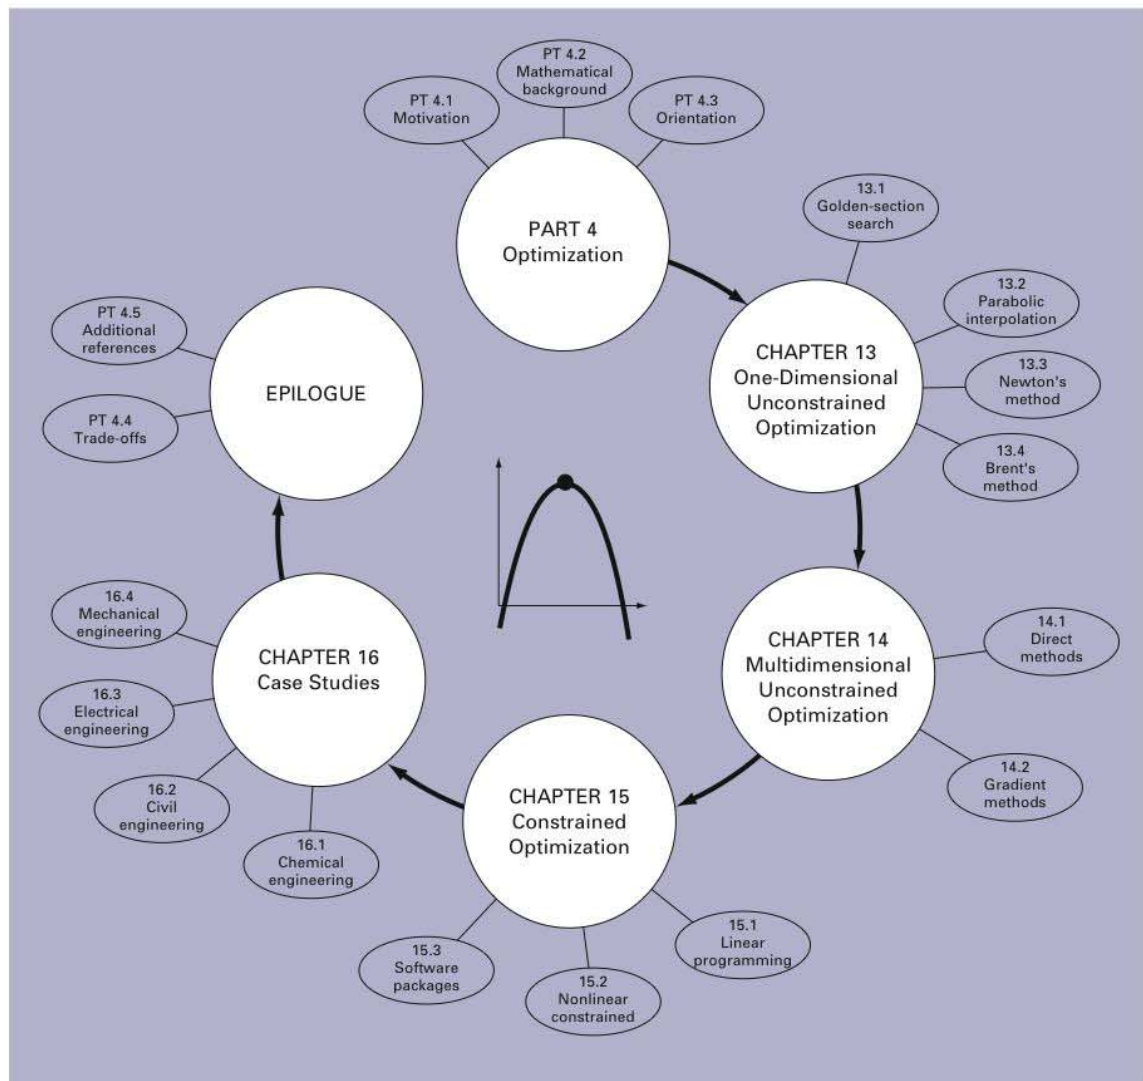 PT 4.1
Motivation
PT 4.2
Mathematical
background
PT 4.3
Orientation
PART 4
Optimization
13.1
Golden-section
search
13.2
Parabolic
interpolation
13.3
Newton's
method
13.4
Brent's
method
CHAPTER 13
One-Dimensional
Unconstrained
Optimization
14.1
Direct
methods
14.2
Gradient
methods
CHAPTER 14
Multidimensional
Unconstrained
Optimization
15.1
Linear
programming
15.2
Nonlinear
constrained
15.3
Software
packages
CHAPTER 15
Constrained
Optimization
16.1
Chemical
engineering
16.2
Civil
engineering
16.3
Electrical
engineering
16.4
Mechanical
engineering
CHAPTER 16
Case Studies
PT 4.4
Trade-offs
PT 4.5
Additional
references
EPILOGUE